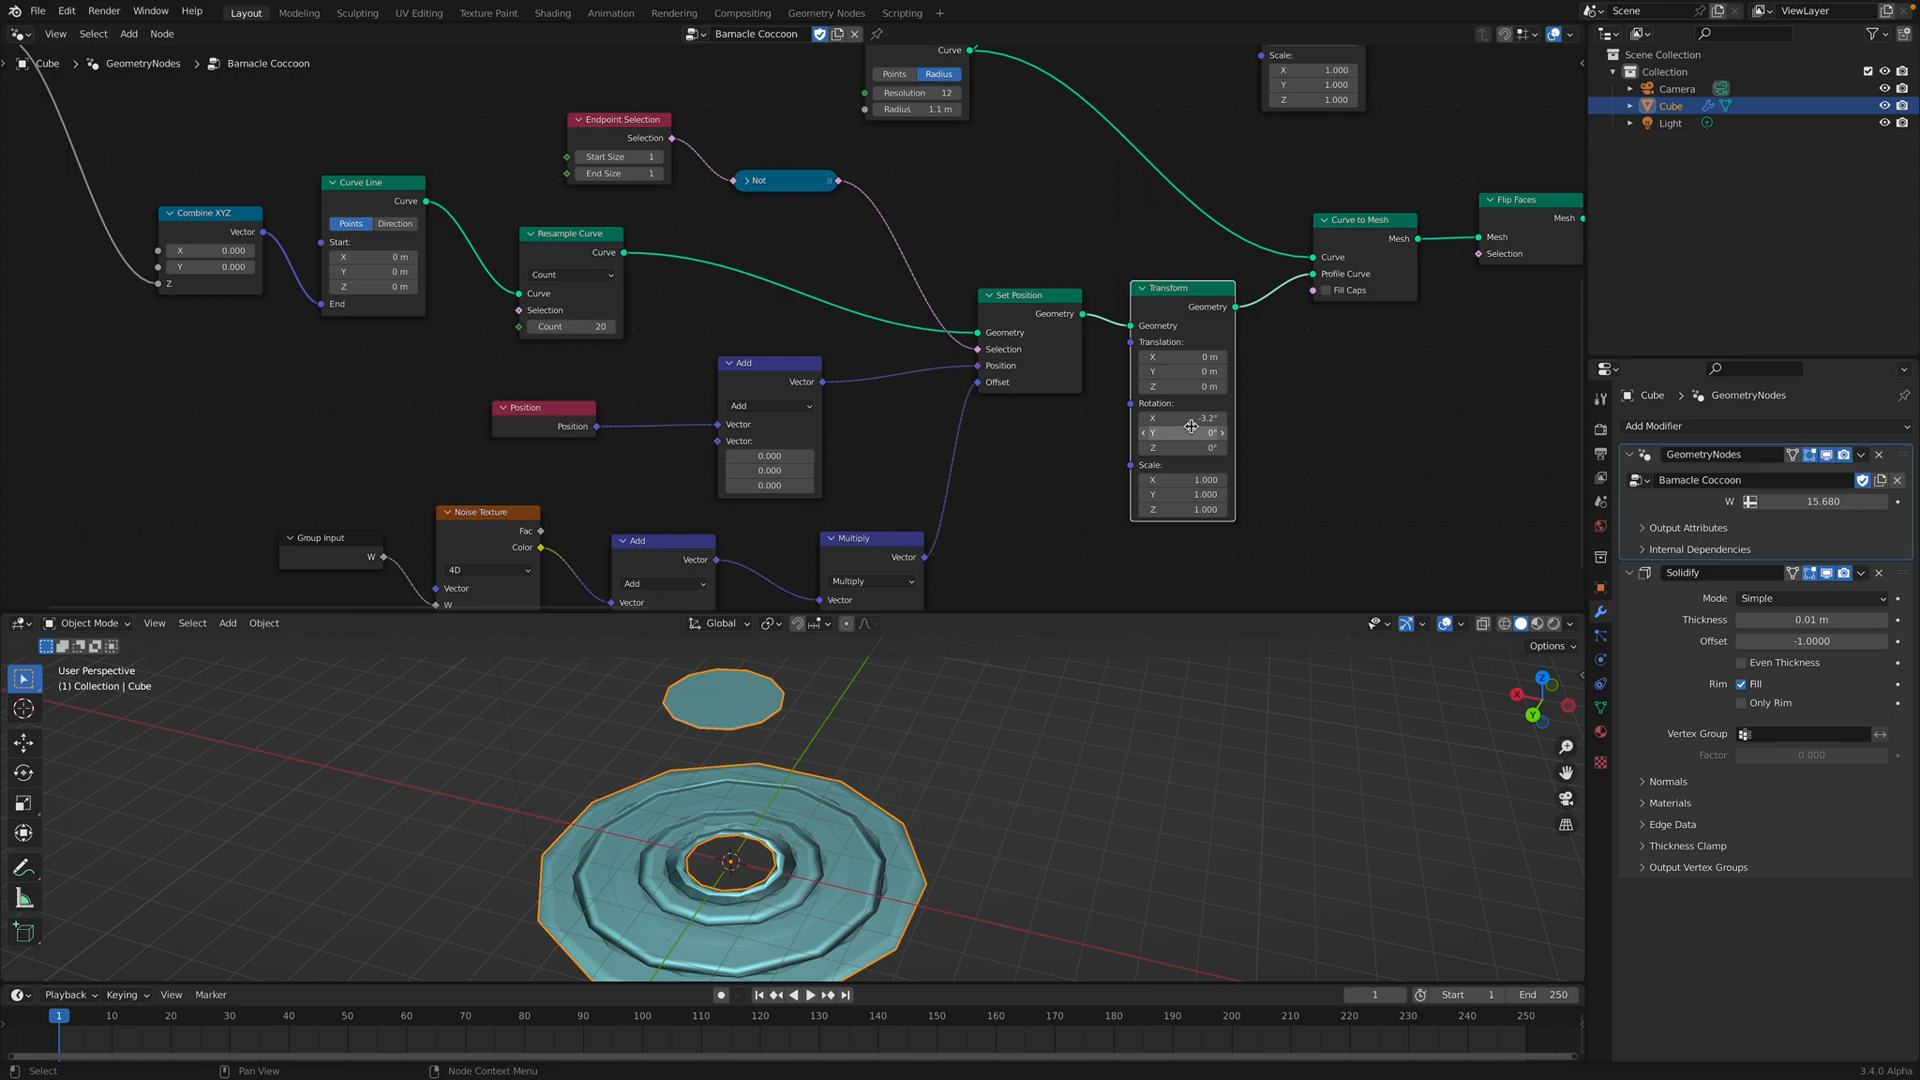 File Edit Render Window Help Layout Modeling Sculpting UV Editing Texture Paint Shading Animation Rendering Compositing Geometry Nodes Scripting + Scene ViewLayer
View Select Add Node Barnacle Coccoon
Cube > GeometryNodes > Barnacle Coccoon
Curve
Points Radius
Resolution 12
Radius 1.1 m
Scale:
X 1.000
Y 1.000
Z 1.000
Endpoint Selection
Selection
Start Size 1
End Size 1
Not
Combine XYZ
Vector
X 0.000
Y 0.000
Z
Curve Line
Curve
Points Direction
Start:
X 0 m
Y 0 m
Z 0 m
End
Resample Curve
Curve
Count
Curve
Selection
Count 20
Position
Position
Add
Vector
Add
Vector
Vector:
0.000
0.000
0.000
Set Position
Geometry
Geometry
Selection
Position
Offset
Transform
Geometry
Geometry
Translation:
X 0 m
Y 0 m
Z 0 m
Rotation:
X -3.2°
Y 0°
Z 0°
Scale:
X 1.000
Y 1.000
Z 1.000
Curve to Mesh
Mesh
Curve
Profile Curve
Fill Caps
Flip Faces
Mesh
Mesh
Selection
Group Input
W
Noise Texture
Fac
Color
4D
Vector
W
Add
Vector
Add
Vector
Multiply
Vector
Multiply
Vector
Scene Collection
Collection
Camera
Cube
Light
Cube > GeometryNodes
Add Modifier
GeometryNodes
Barnacle Coccoon
W 15.680
Output Attributes
Internal Dependencies
Solidify
Mode Simple
Thickness 0.01 m
Offset -1.0000
Even Thickness
Rim Fill
Only Rim
Vertex Group
Factor 0.000
Normals
Materials
Edge Data
Thickness Clamp
Output Vertex Groups
Object Mode View Select Add Object Global
Options
User Perspective
(1) Collection | Cube
Z
X
Y
Playback Keying View Marker 1 Start 1 End 250
1 10 20 30 40 50 60 70 80 90 100 110 120 130 140 150 160 170 180 190 200 210 220 230 240 250
Select Pan View Node Context Menu 3.4.0 Alpha